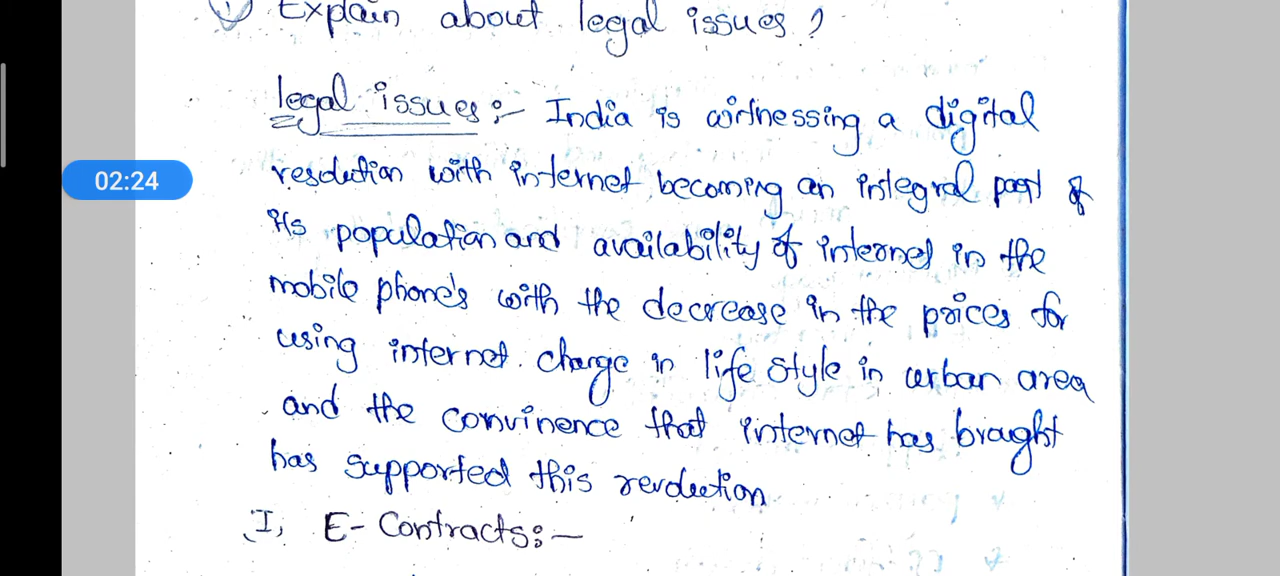 ① Explain about legal issues ?
legal issues :- India is witnessing a digital
resolution with internet becoming an integral part of
its population and availability of internet in the
mobile phone's with the decrease in the prices for
using internet. change in life style in urban area
and the convinence that internet has braught
has supported this revolution
I, E- Contracts:-
02:24